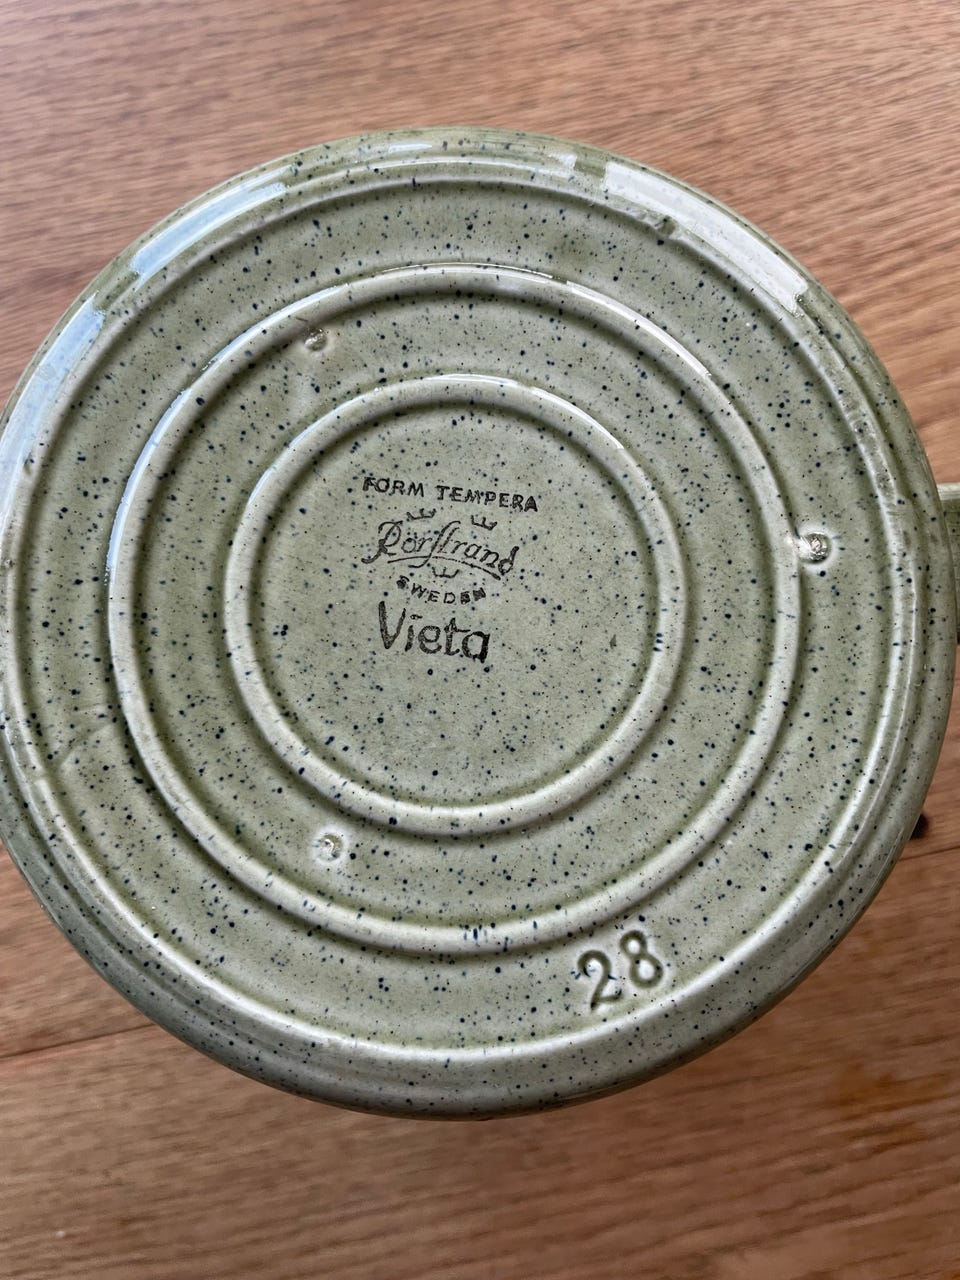 FORM TEMPERA
Rörstrand
SWEDEN
Vieta
28